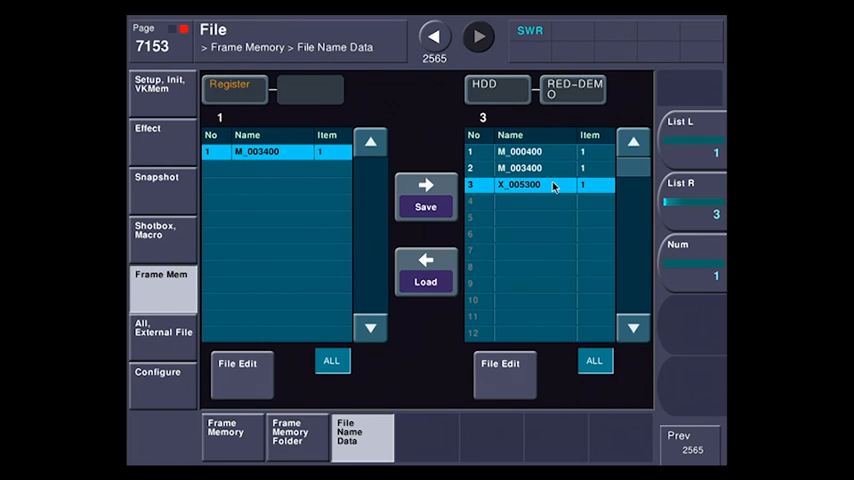 Page
7153
File
> Frame Memory > File Name Data
2565
SWR
Setup, Init,
VKMem
Effect
Snapshot
Shotbox,
Macro
Frame Mem
All,
External File
Configure
Register
1
No Name Item
1 M_003400 1
Save
Load
HDD
RED-DEM
O
3
No Name Item
1 M_000400 1
2 M_003400 1
3 X_005300 1
4
5
6
7
8
9
10
11
12
File Edit
ALL
File Edit
ALL
List L
1
List R
3
Num
1
Frame
Memory
Frame
Memory
Folder
File
Name
Data
Prev
2565